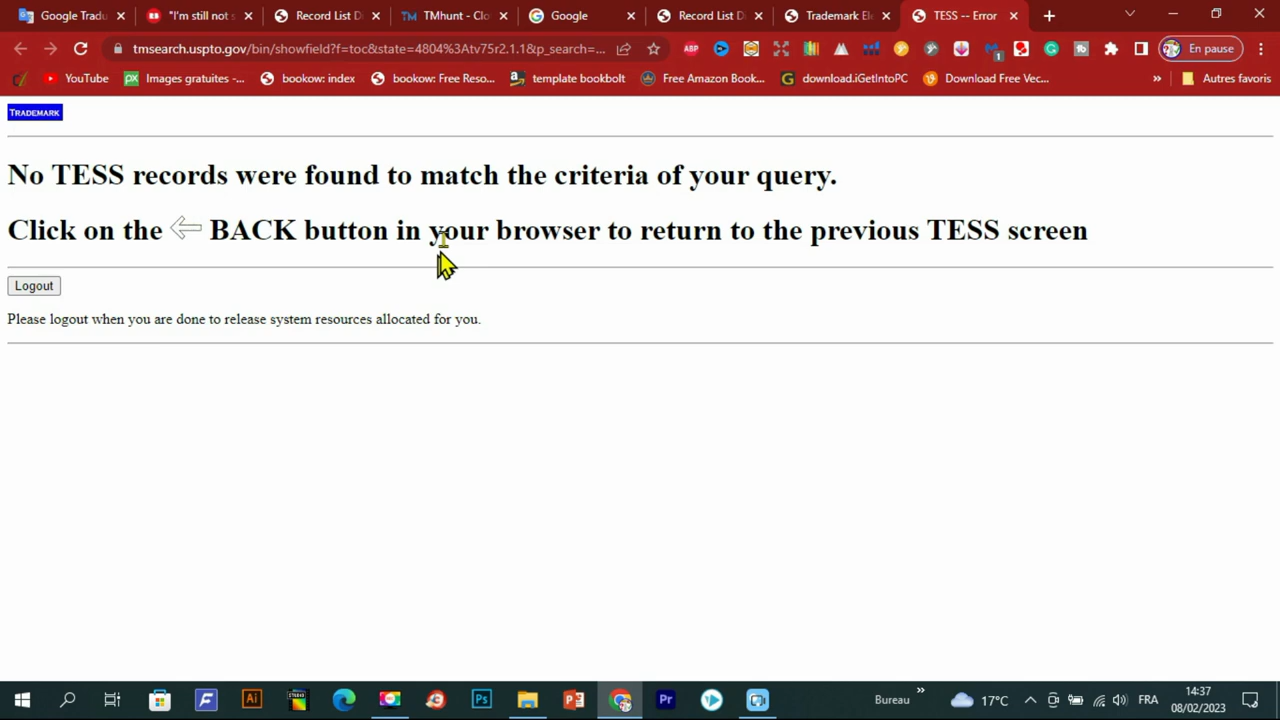 Google Tradu
"I'm still not s
Record List D
TMhunt - Clo
Google
Record List D
Trademark Ele
TESS -- Error
tmsearch.uspto.gov/bin/showfield?f=toc&state=4804%3Atv75r2.1.1&p_search=...
ABP
1
En pause
YouTube
Images gratuites -...
bookow: index
bookow: Free Reso...
template bookbolt
Free Amazon Book...
download.iGetIntoPC
Download Free Vec...
»
Autres favoris
TRADEMARK
No TESS records were found to match the criteria of your query.
Click on the BACK button in your browser to return to the previous TESS screen
Logout
Please logout when you are done to release system resources allocated for you.
Bureau
»
17°C
FRA
14:37
08/02/2023